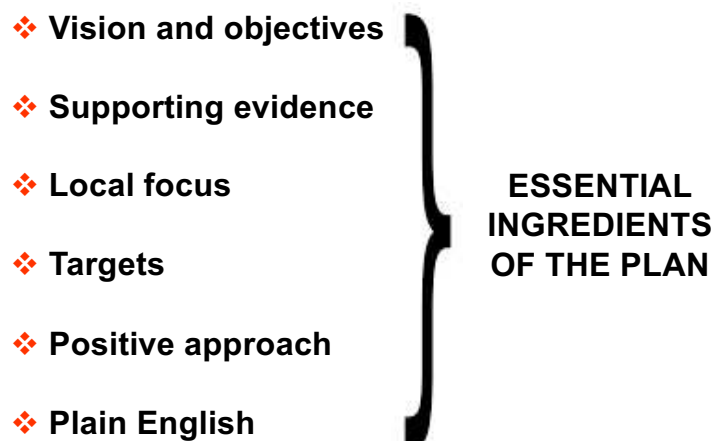 ❖ Vision and objectives
❖ Supporting evidence
❖ Local focus
❖ Targets
❖ Positive approach
❖ Plain English
ESSENTIAL
INGREDIENTS
OF THE PLAN